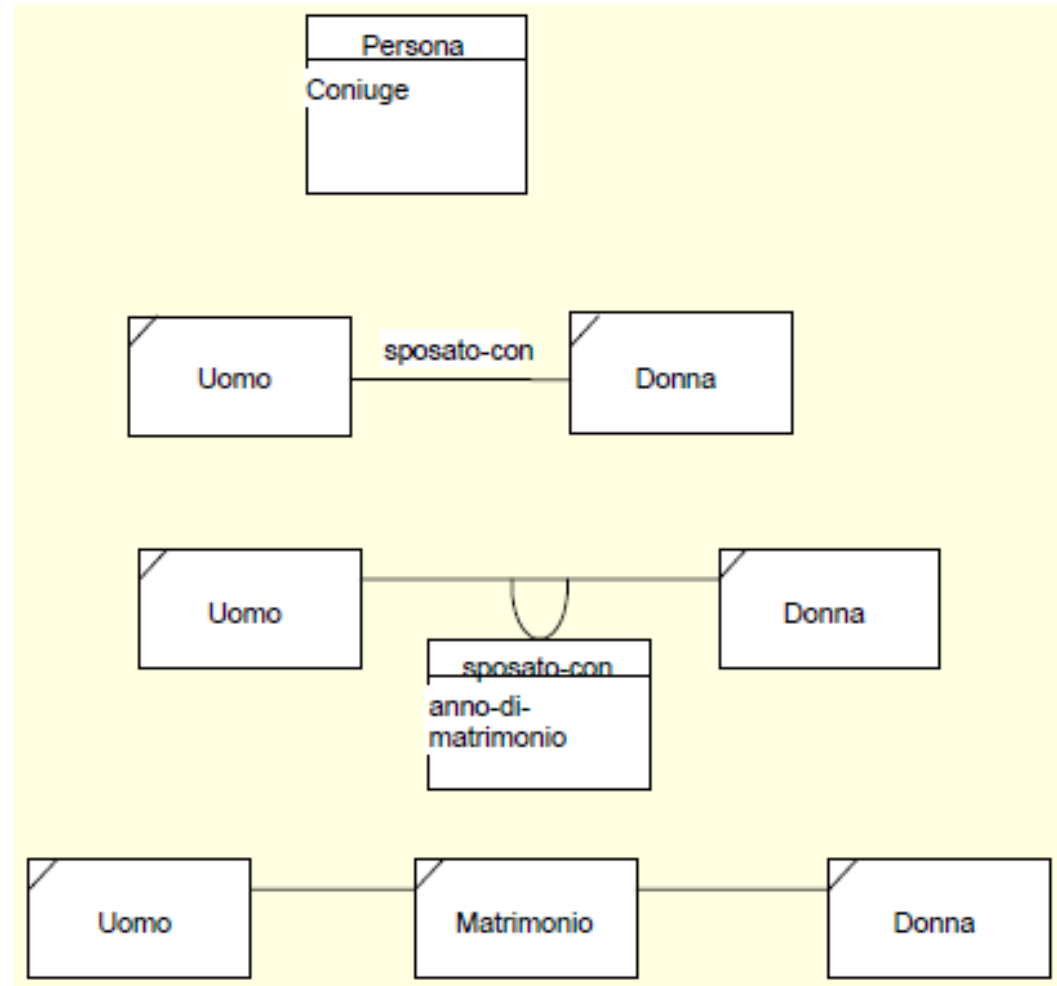 Persona
Coniuge
sposato-con
Uomo
Donna
Uomo
Donna
sposato-con
anno-di-
matrimonio
Uomo
Matrimonio
Donna